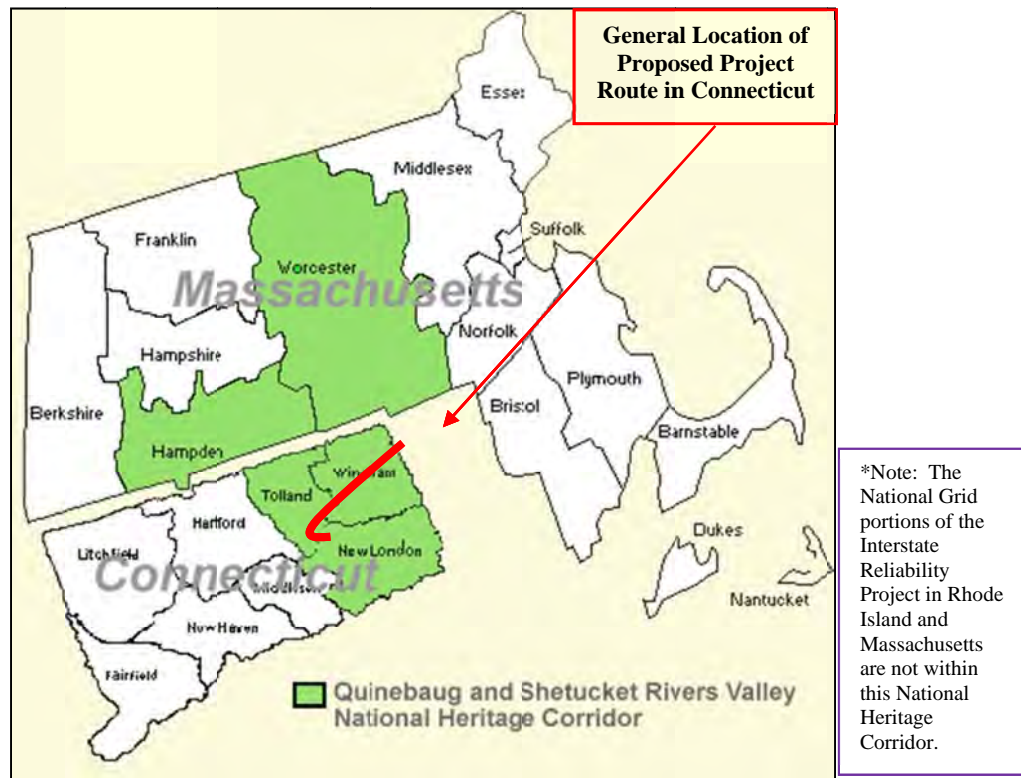 General Location of
Proposed Project
Route in Connecticut
Essex
Middlesex
Franklin
Suffolk
Worcester
Massachusetts
Norfolk
Hampshire
Plymouth
Berkshire
Bristol
Barnstable
Hampden
Windham
Tolland
Hartford
Dukes
Litchfield
New London
Connecticut
Middlesex
Nantucket
New Haven
Fairfield
Quinebaug and Shetucket Rivers Valley
National Heritage Corridor
*Note: The
National Grid
portions of the
Interstate
Reliability
Project in Rhode
Island and
Massachusetts
are not within
this National
Heritage
Corridor.